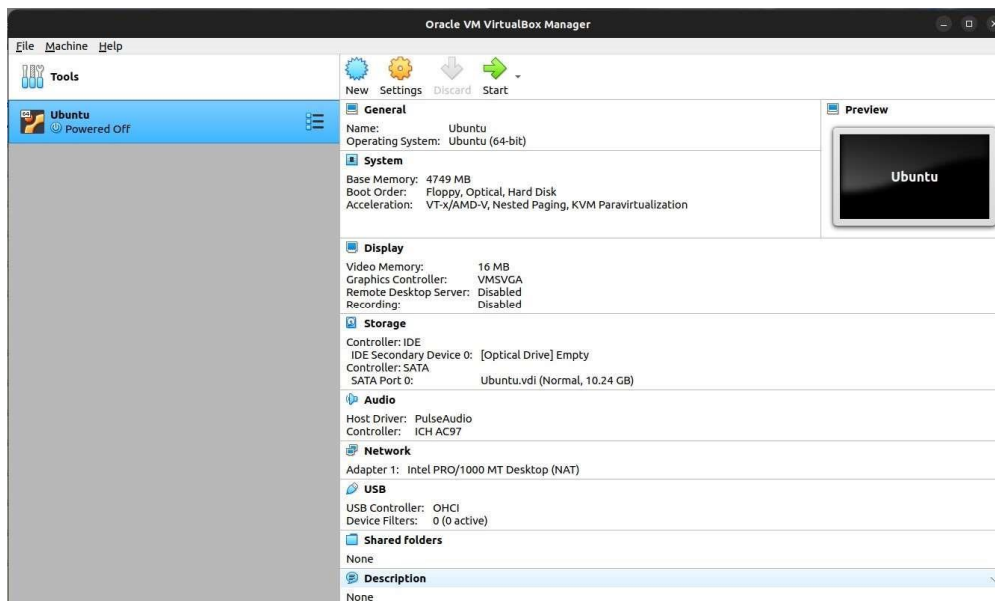 Oracle VM VirtualBox Manager
File Machine Help
Tools
New Settings Discard Start
Ubuntu
Powered Off
General
Name: Ubuntu
Operating System: Ubuntu (64-bit)
Preview
Ubuntu
System
Base Memory: 4749 MB
Boot Order: Floppy, Optical, Hard Disk
Acceleration: VT-x/AMD-V, Nested Paging, KVM Paravirtualization
Display
Video Memory: 16 MB
Graphics Controller: VMSVGA
Remote Desktop Server: Disabled
Recording: Disabled
Storage
Controller: IDE
IDE Secondary Device 0: [Optical Drive] Empty
Controller: SATA
SATA Port 0: Ubuntu.vdi (Normal, 10.24 GB)
Audio
Host Driver: PulseAudio
Controller: ICH AC97
Network
Adapter 1: Intel PRO/1000 MT Desktop (NAT)
USB
USB Controller: OHCI
Device Filters: 0 (0 active)
Shared folders
None
Description
None